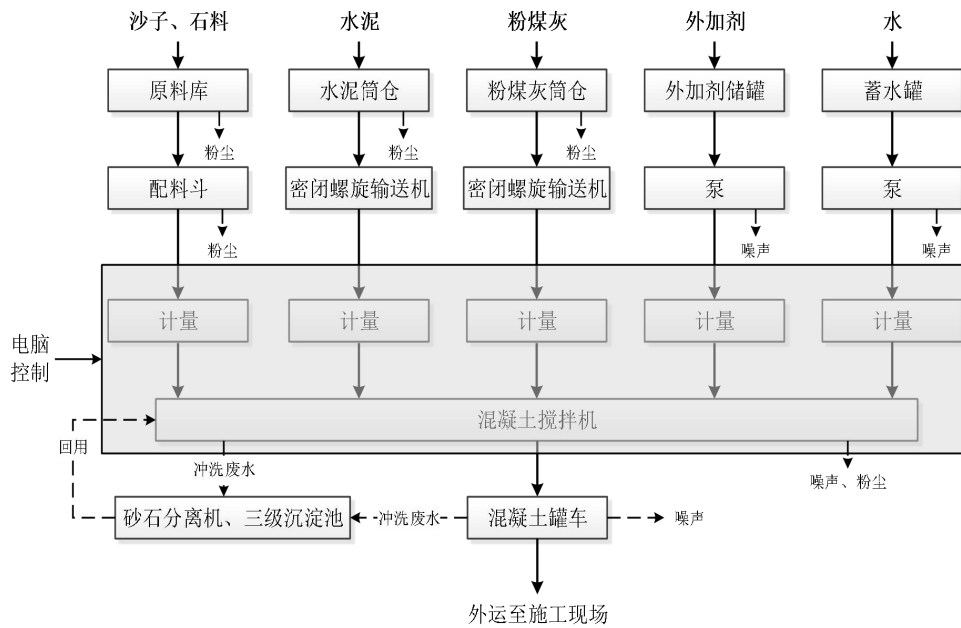 沙子、石料
水泥
粉煤灰
外加剂
水
原料库
水泥筒仓
粉煤灰筒仓
外加剂储罐
蓄水罐
粉尘
粉尘
粉尘
配料斗
密闭螺旋输送机
密闭螺旋输送机
泵
泵
粉尘
噪声
噪声
计量
计量
计量
计量
计量
电脑
控制
混凝土搅拌机
回用
冲洗废水
噪声、粉尘
砂石分离机、三级沉淀池
冲洗废水
混凝土罐车
噪声
外运至施工现场